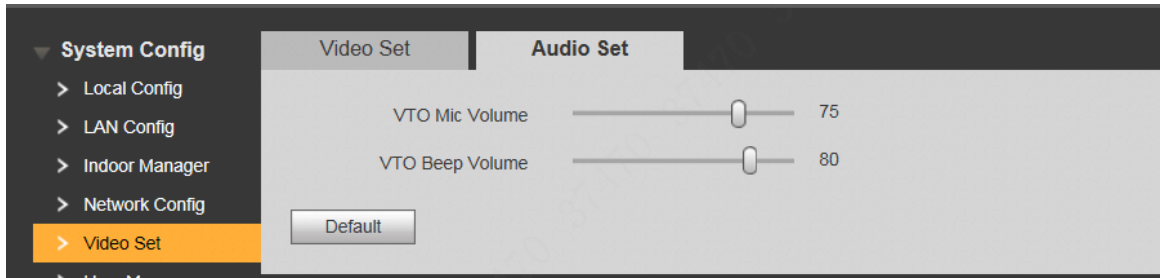 System Config
Local Config
LAN Config
Indoor Manager
Network Config
Video Set
Video Set
Audio Set
VTO Mic Volume 75
VTO Beep Volume 80
Default